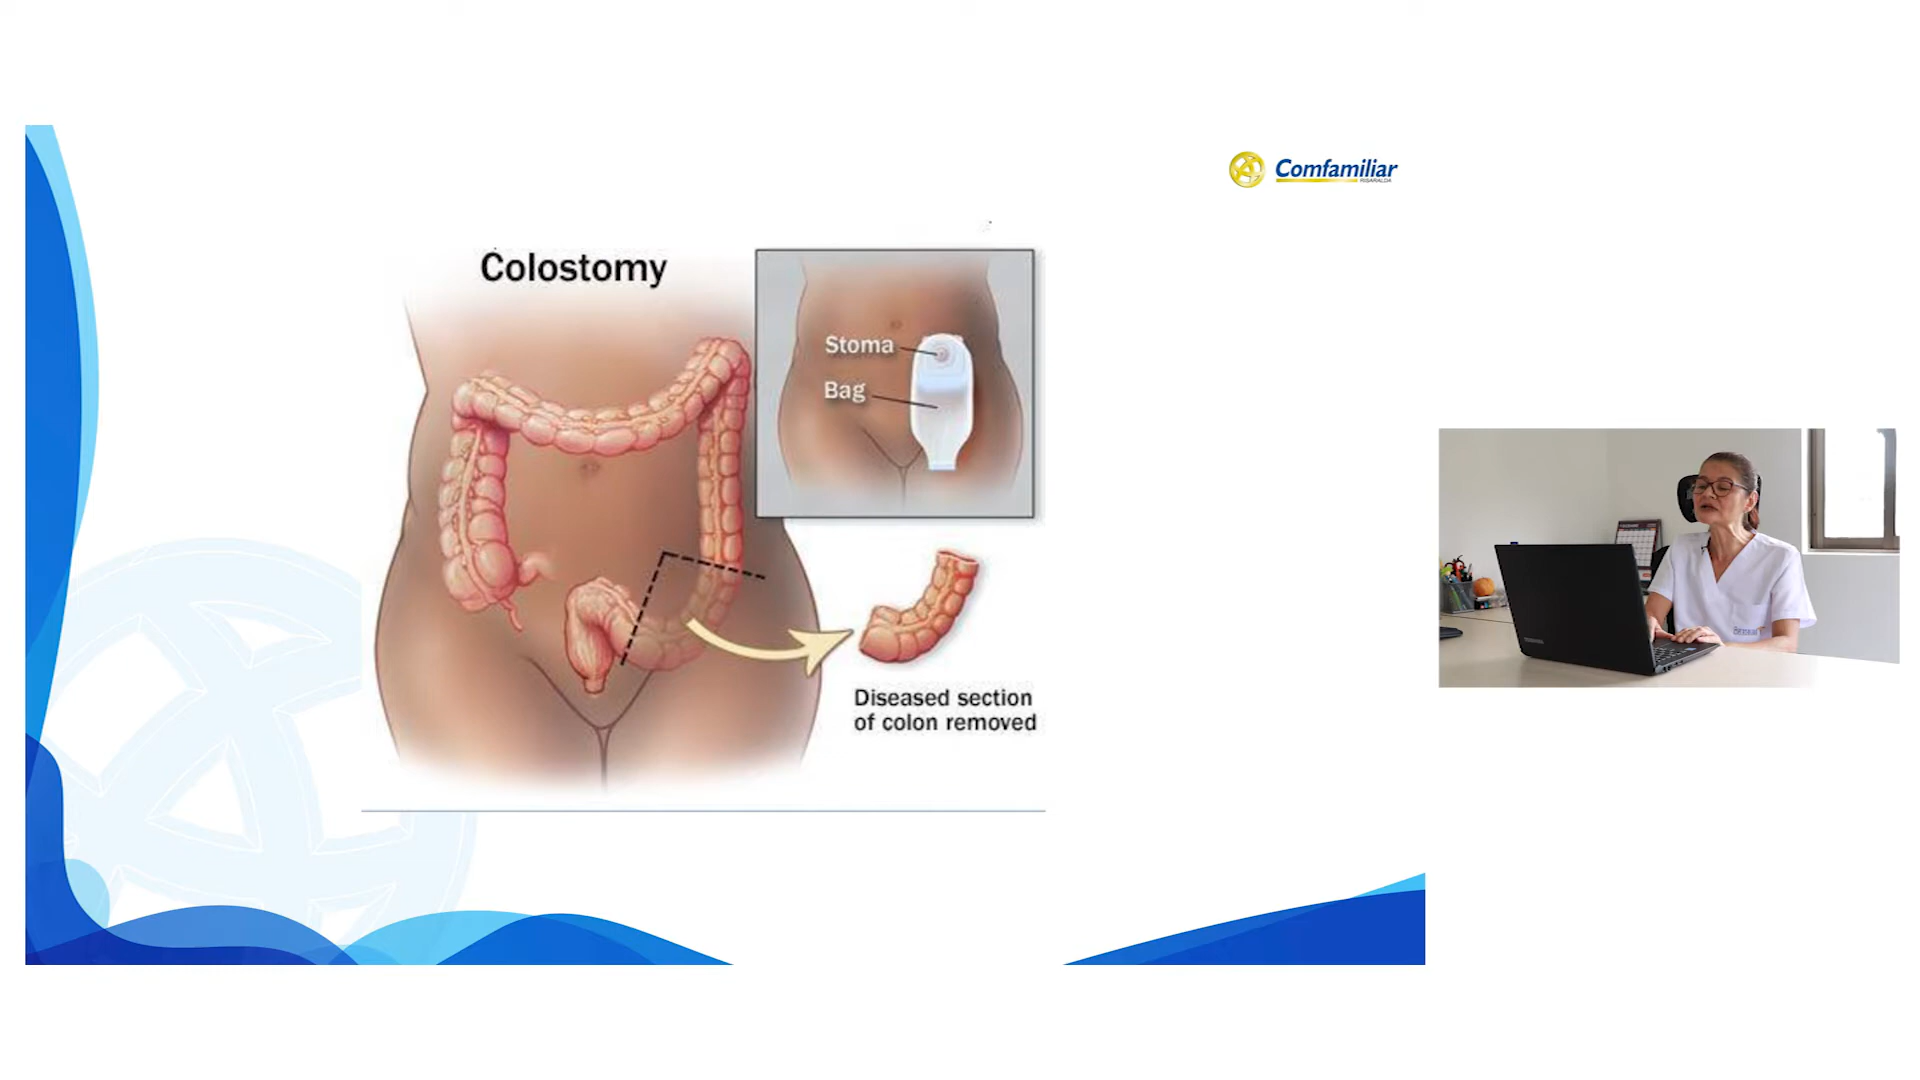 Comfamiliar
RISARALDA
Colostomy
Stoma
Bag
Diseased section
of colon removed